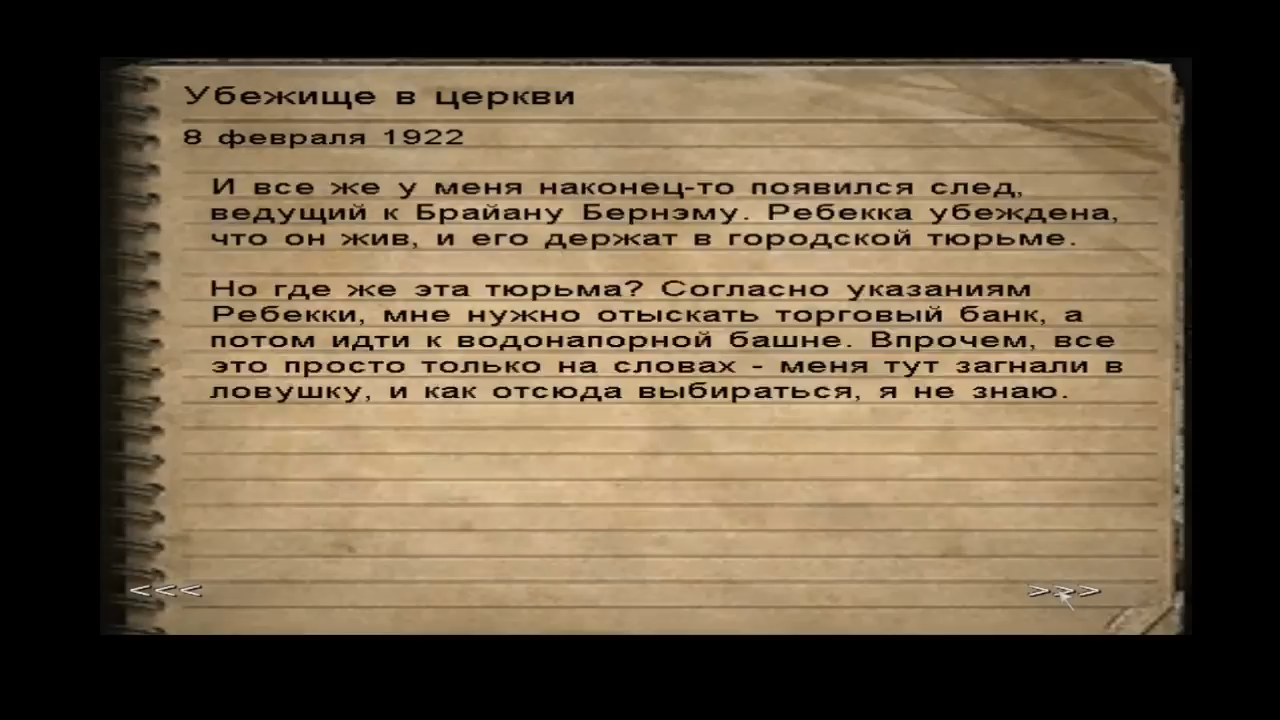 Убежище в церкви
8 февраля 1922
И все же у меня наконец-то появился след,
ведущий к Брайану Бернэму. Ребекка убеждена,
что он жив, и его держат в городской тюрьме.
Но где же эта тюрьма? Согласно указаниям
Ребекки, мне нужно отыскать торговый банк, а
потом идти к водонапорной башне. Впрочем, все
это просто только на словах - меня тут загнали в
ловушку, и как отсюда выбираться, я не знаю.
<<< >>>